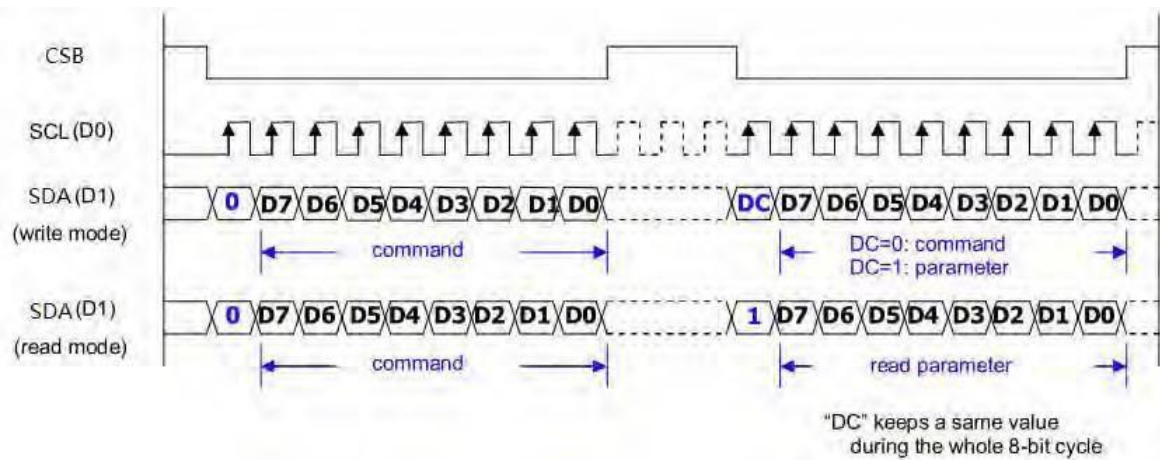 CSB
SCL(D0)
SDA(D1)
(write mode)
0 D7 D6 D5 D4 D3 D2 D1 D0
DC D7 D6 D5 D4 D3 D2 D1 D0
command
DC=0: command
DC=1: parameter
SDA(D1)
(read mode)
0 D7 D6 D5 D4 D3 D2 D1 D0
1 D7 D6 D5 D4 D3 D2 D1 D0
command
read parameter
"DC" keeps a same value
during the whole 8-bit cycle